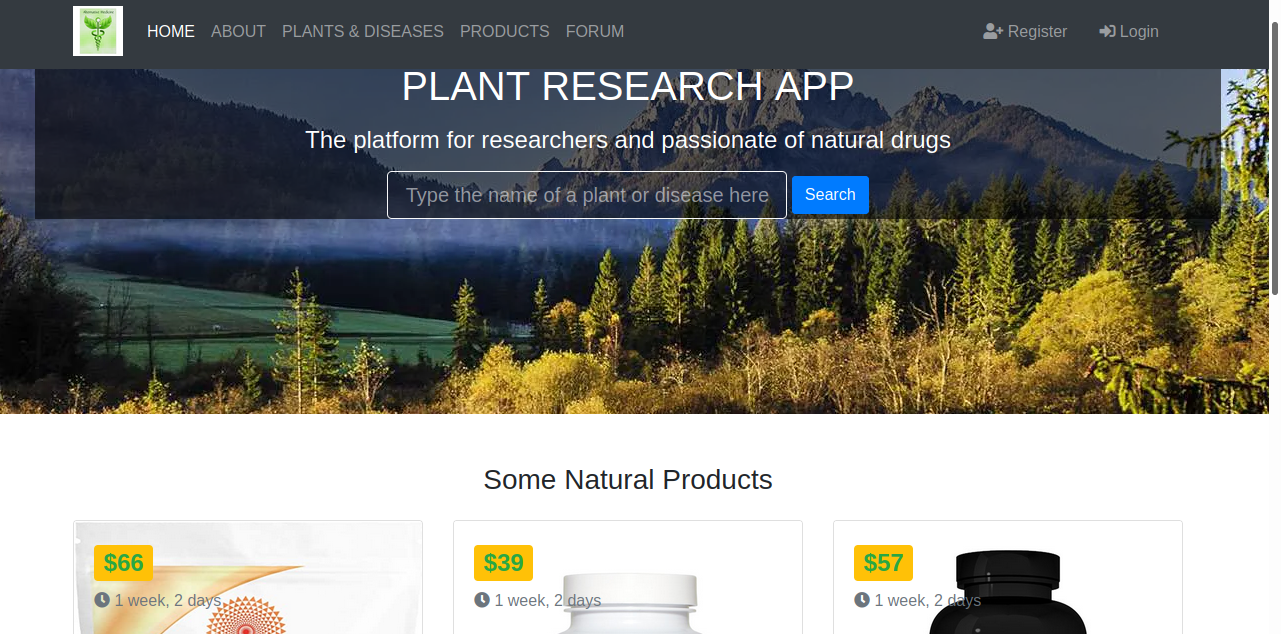 HOME ABOUT PLANTS & DISEASES PRODUCTS FORUM Register Login
PLANT RESEARCH APP
The platform for researchers and passionate of natural drugs
Type the name of a plant or disease here Search
Some Natural Products
$66 $39 $57
1 week, 2 days 1 week, 2 days 1 week, 2 days